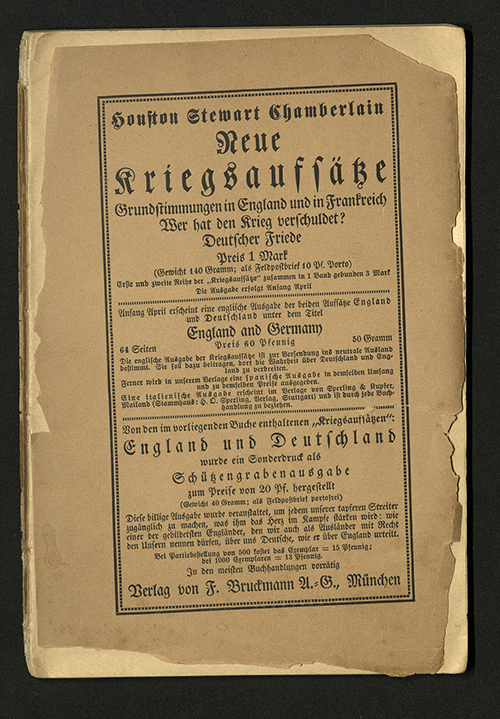 Houston Stewart Chamberlain
Neue
Kriegsaufsätze
Grundstimmungen in England und in Frankreich
Wer hat den Krieg verschuldet?
Deutscher Friede
Preis 1 Mark
(Gewicht 140 Gramm; als Feldpostbrief 10 Pf. Porto)
Erste und zweite Reihe der „Kriegsaufsätze“ zusammen in 1 Band gebunden 3 Mark
Die Ausgabe erfolgt Anfang April
Anfang April erscheint eine englische Ausgabe der beiden Aufsätze England
und Deutschland unter dem Titel
England and Germany
64 Seiten Preis 60 Pfennig 50 Gramm
Die englische Ausgabe der Kriegsaufsätze ist zur Versendung ins neutrale Ausland
bestimmt. Sie soll dazu beitragen, dort die Wahrheit über Deutschland und Eng-
land zu verbreiten.
Ferner wird in unserem Verlage eine spanische Ausgabe in demselben Umfang
und zu demselben Preise ausgegeben.
Eine italienische Ausgabe erscheint im Verlage von Sperling & Kupfer,
Mailand (Stammhaus: H. O. Sperling, Verlag, Stuttgart) und ist durch jede Buch-
handlung zu beziehen.
Von den im vorliegenden Buche enthaltenen „Kriegsaufsätzen“:
England und Deutschland
wurde ein Sonderdruck als
Schützengrabenausgabe
zum Preise von 20 Pf. hergestellt
(Gewicht 40 Gramm; als Feldpostbrief portofrei)
Diese billige Ausgabe wurde veranstaltet, um jedem unserer tapferen Streiter
zugänglich zu machen, was ihm das Herz im Kampfe stärken wird: wie
einer der gebildetsten Engländer, den wir auch als Ausländer mit Recht
den Unsern nennen dürfen, über uns Deutsche, wie er über England urteilt.
Bei Partiebestellung von 500 kostet das Exemplar = 15 Pfennig;
bei 1000 Exemplaren = 13 Pfennig.
In den meisten Buchhandlungen vorrätig
Verlag von F. Bruckmann A.-G., München